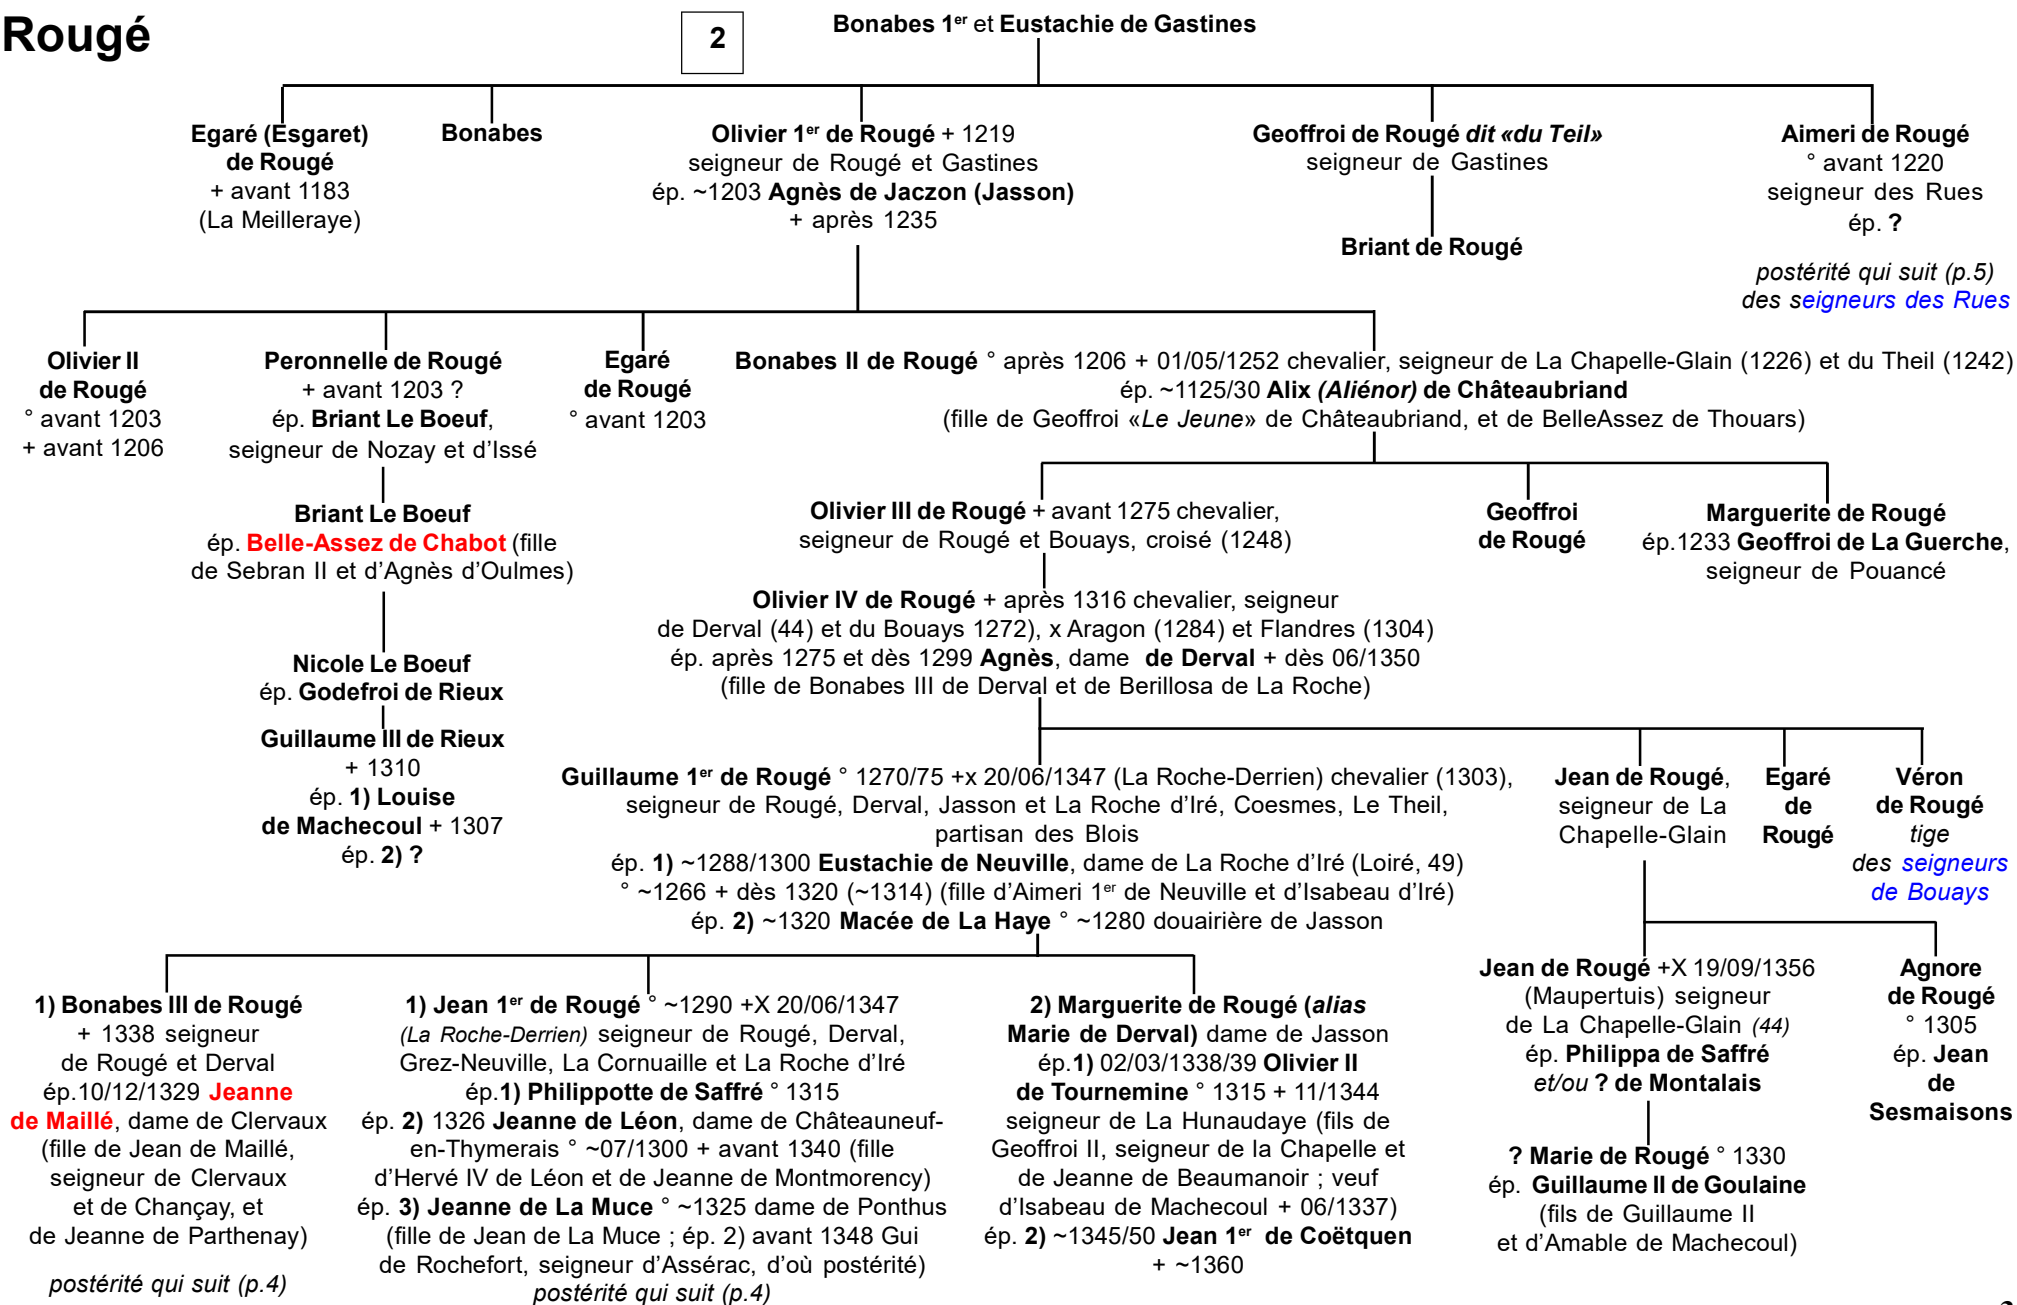 Rougé
2
Bonabes 1er et Eustachie de Gastines
Egaré (Esgaret)
de Rougé
+ avant 1183
(La Meilleraye)
Bonabes
Olivier 1er de Rougé + 1219
seigneur de Rougé et Gastines
ép. ~1203 Agnès de Jaczon (Jasson)
+ après 1235
Geoffroi de Rougé dit «du Teil»
seigneur de Gastines
Briant de Rougé
Aimeri de Rougé
° avant 1220
seigneur des Rues
ép. ?
postérité qui suit (p.5)
des seigneurs des Rues
Olivier II
de Rougé
° avant 1203
+ avant 1206
Peronnelle de Rougé
+ avant 1203 ?
ép. Briant Le Boeuf,
seigneur de Nozay et d'Issé
Egaré
de Rougé
° avant 1203
Bonabes II de Rougé ° après 1206 + 01/05/1252 chevalier, seigneur de La Chapelle-Glain (1226) et du Theil (1242)
ép. ~1125/30 Alix (Aliénor) de Châteaubriand
(fille de Geoffroi «Le Jeune» de Châteaubriand, et de BelleAssez de Thouars)
Briant Le Boeuf
ép. Belle-Assez de Chabot (fille
de Sebran II et d'Agnès d'Oulmes)
Nicole Le Boeuf
ép. Godefroi de Rieux
Guillaume III de Rieux
+ 1310
ép. 1) Louise
de Machecoul + 1307
ép. 2) ?
Olivier III de Rougé + avant 1275 chevalier,
seigneur de Rougé et Bouays, croisé (1248)
Geoffroi
de Rougé
Marguerite de Rougé
ép.1233 Geoffroi de La Guerche,
seigneur de Pouancé
Olivier IV de Rougé + après 1316 chevalier, seigneur
de Derval (44) et du Bouays 1272), x Aragon (1284) et Flandres (1304)
ép. après 1275 et dès 1299 Agnès, dame de Derval + dès 06/1350
(fille de Bonabes III de Derval et de Berillosa de La Roche)
Guillaume 1er de Rougé ° 1270/75 +x 20/06/1347 (La Roche-Derrien) chevalier (1303),
seigneur de Rougé, Derval, Jasson et La Roche d'Iré, Coesmes, Le Theil,
partisan des Blois
ép. 1) ~1288/1300 Eustachie de Neuville, dame de La Roche d'Iré (Loiré, 49)
° ~1266 + dès 1320 (~1314) (fille d'Aimeri 1er de Neuville et d'Isabeau d'Iré)
ép. 2) ~1320 Macée de La Haye ° ~1280 douairière de Jasson
Jean de Rougé,
seigneur de La
Chapelle-Glain
Egaré
de
Rougé
Véron
de Rougé
tige
des seigneurs
de Bouays
1) Bonabes III de Rougé
+ 1338 seigneur
de Rougé et Derval
ép.10/12/1329 Jeanne
de Maillé, dame de Clervaux
(fille de Jean de Maillé,
seigneur de Clervaux
et de Chançay, et
de Jeanne de Parthenay)
postérité qui suit (p.4)
1) Jean 1er de Rougé ° ~1290 +X 20/06/1347
(La Roche-Derrien) seigneur de Rougé, Derval,
Grez-Neuville, La Cornuaille et La Roche d'Iré
ép.1) Philippotte de Saffré ° 1315
ép. 2) 1326 Jeanne de Léon, dame de Châteauneuf-
en-Thymerais ° ~07/1300 + avant 1340 (fille
d'Hervé IV de Léon et de Jeanne de Montmorency)
ép. 3) Jeanne de La Muce ° ~1325 dame de Ponthus
(fille de Jean de La Muce ; ép. 2) avant 1348 Gui
de Rochefort, seigneur d'Assérac, d'où postérité)
postérité qui suit (p.4)
2) Marguerite de Rougé (alias
Marie de Derval) dame de Jasson
ép.1) 02/03/1338/39 Olivier II
de Tournemine ° 1315 + 11/1344
seigneur de La Hunaudaye (fils de
Geoffroi II, seigneur de la Chapelle et
de Jeanne de Beaumanoir ; veuf
d'Isabeau de Machecoul + 06/1337)
ép. 2) ~1345/50 Jean 1er de Coëtquen
+ ~1360
Jean de Rougé +X 19/09/1356
(Maupertuis) seigneur
de La Chapelle-Glain (44)
ép. Philippa de Saffré
et/ou ? de Montalais
? Marie de Rougé ° 1330
ép. Guillaume II de Goulaine
(fils de Guillaume II
et d'Amable de Machecoul)
Agnore
de Rougé
° 1305
ép. Jean
de
Sesmaisons